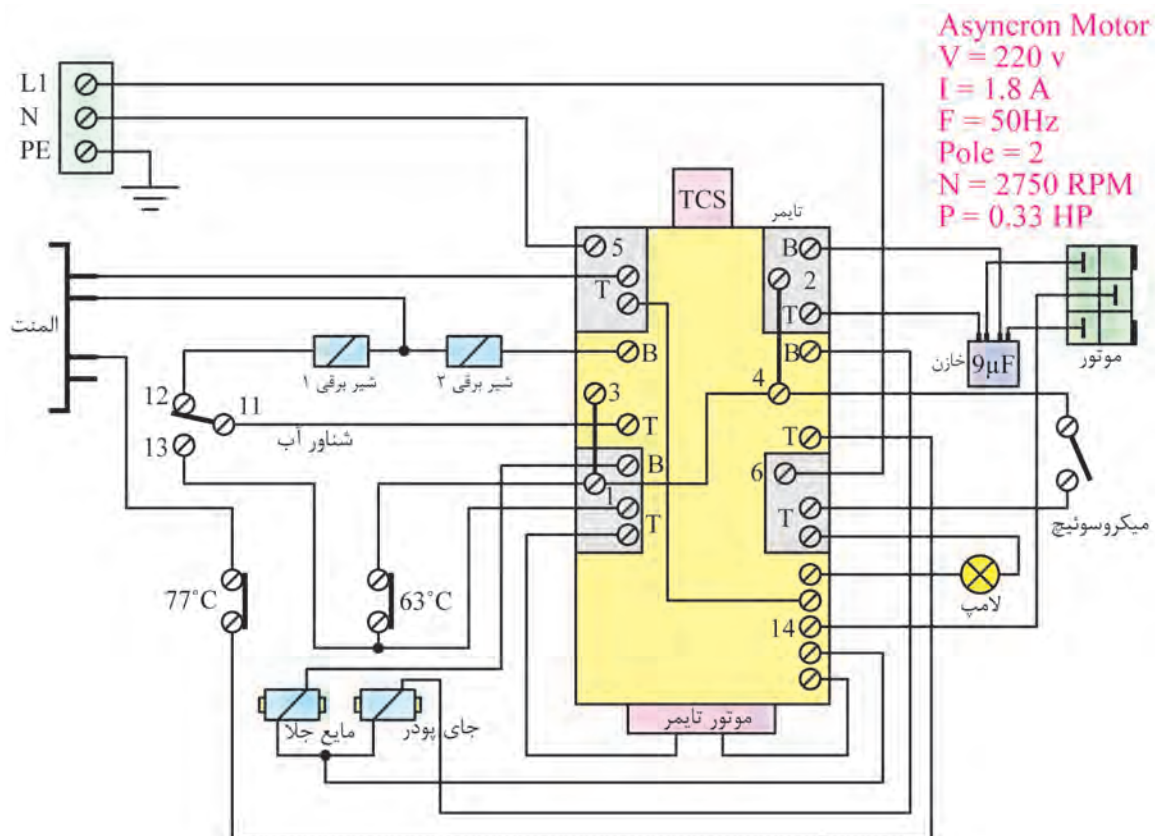 Asyncron Motor
V = 220 v
I = 1.8 A
F = 50Hz
Pole = 2
N = 2750 RPM
P = 0.33 HP
L1
N
PE
TCS
تایمر
5
T
B
2
T
المنت
B
B
شیر برقی ۱
شیر برقی ۲
خازن
9µF
موتور
12
11
13
شناور آب
3
4
T
T
B
1
T
6
T
میکروسوئیچ
77°C
63°C
لامپ
14
مایع جلا
جای پودر
موتور تایمر